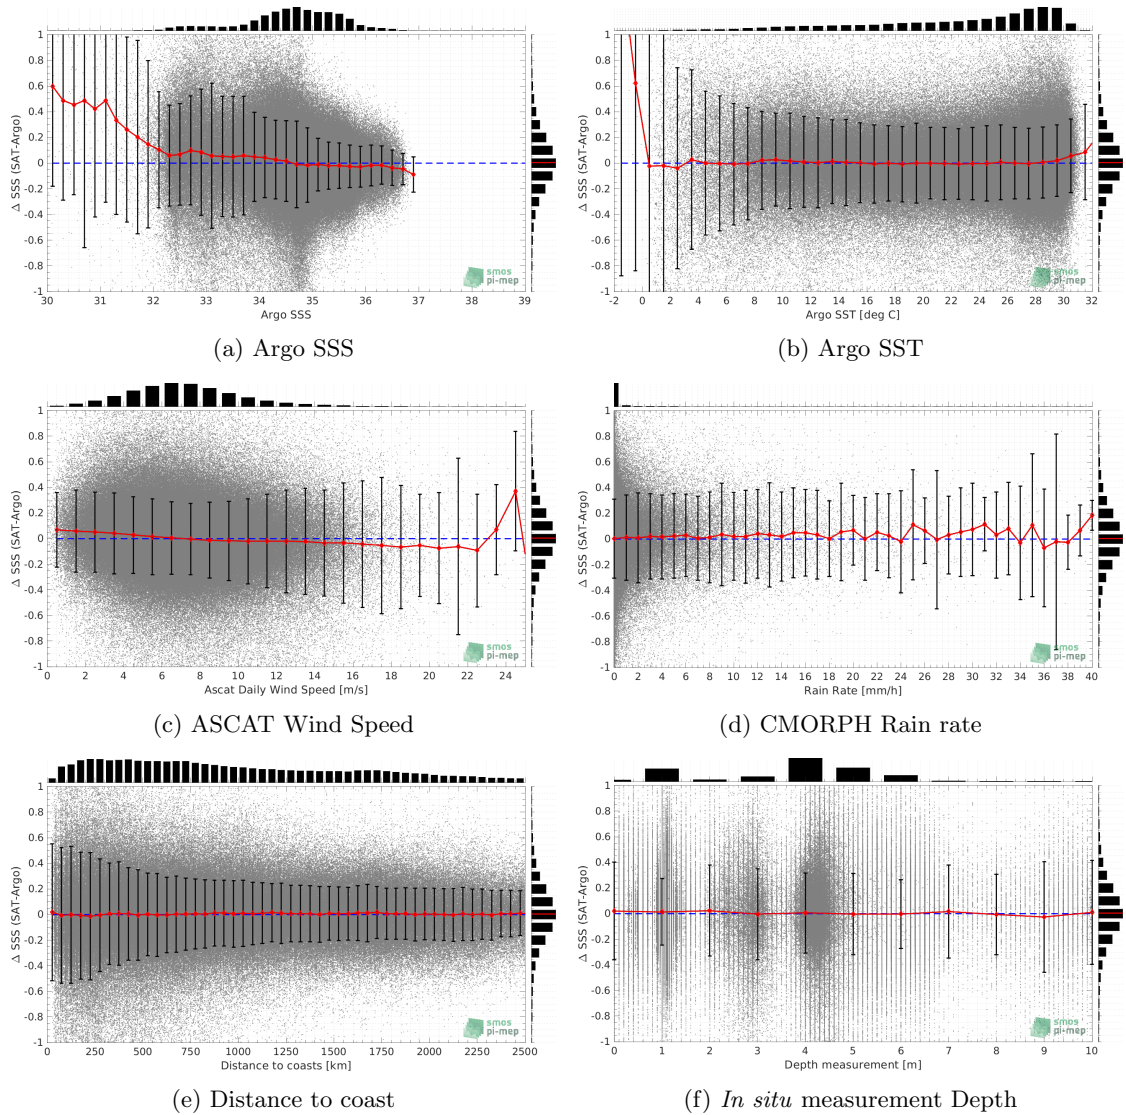 1
0.8
0.6
0.4
0.2
0
-0.2
-0.4
-0.6
-0.8
-1
Δ SSS (SAT-Argo)
30 31 32 33 34 35 36 37 38 39
Argo SSS
smos
pi-mep
(a) Argo SSS
1
0.8
0.6
0.4
0.2
0
-0.2
-0.4
-0.6
-0.8
-1
Δ SSS (SAT-Argo)
-2 0 2 4 6 8 10 12 14 16 18 20 22 24 26 28 30 32
Argo SST [deg C]
smos
pi-mep
(b) Argo SST
1
0.8
0.6
0.4
0.2
0
-0.2
-0.4
-0.6
-0.8
-1
Δ SSS (SAT-Argo)
0 2 4 6 8 10 12 14 16 18 20 22 24
Ascat Daily Wind Speed [m/s]
smos
pi-mep
(c) ASCAT Wind Speed
1
0.8
0.6
0.4
0.2
0
-0.2
-0.4
-0.6
-0.8
-1
Δ SSS (SAT-Argo)
0 2 4 6 8 10 12 14 16 18 20 22 24 26 28 30 32 34 36 38 40
Rain Rate [mm/h]
smos
pi-mep
(d) CMORPH Rain rate
1
0.8
0.6
0.4
0.2
0
-0.2
-0.4
-0.6
-0.8
-1
Δ SSS (SAT-Argo)
0 250 500 750 1000 1250 1500 1750 2000 2250 2500
Distance to coasts [km]
smos
pi-mep
(e) Distance to coast
1
0.8
0.6
0.4
0.2
0
-0.2
-0.4
-0.6
-0.8
-1
Δ SSS (SAT-Argo)
0 1 2 3 4 5 6 7 8 9 10
Depth measurement [m]
smos
pi-mep
(f) In situ measurement Depth